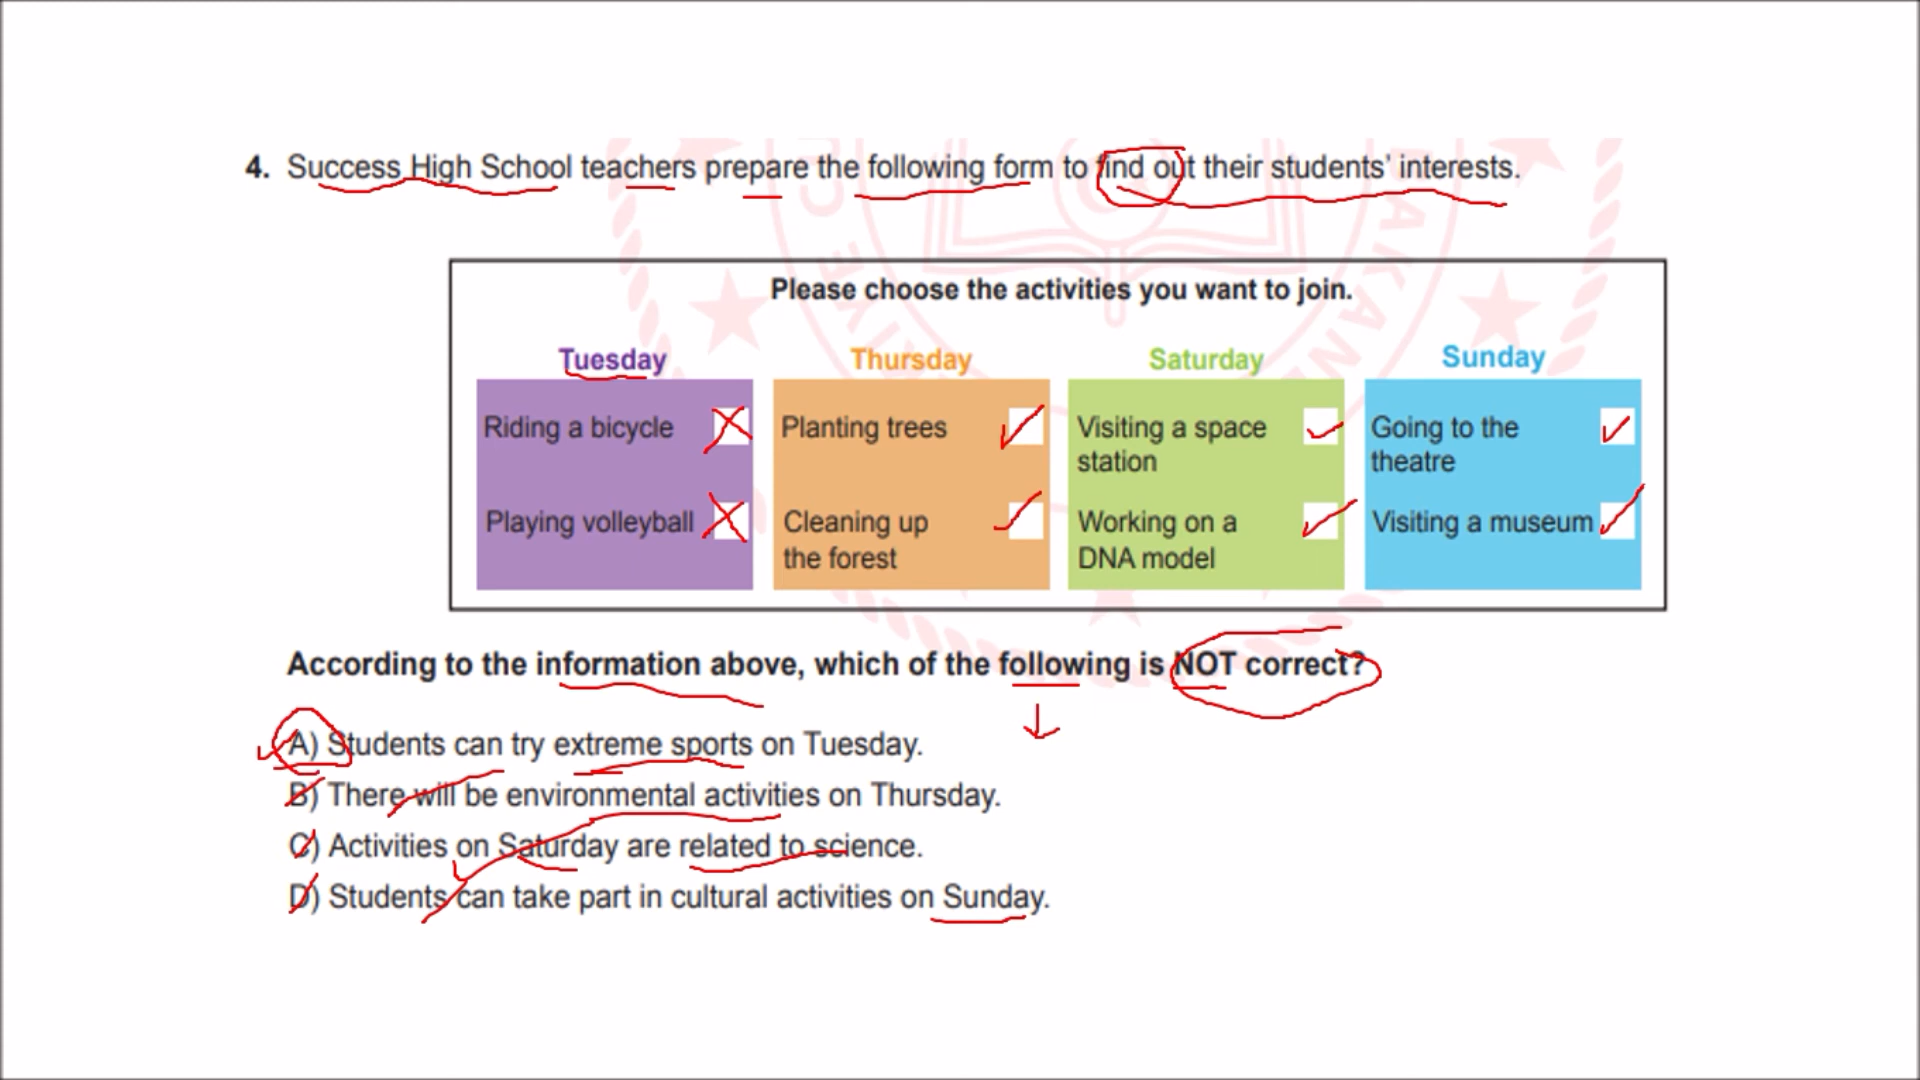 4. Success High School teachers prepare the following form to find out their students' interests.
Please choose the activities you want to join.
Tuesday
Riding a bicycle
Playing volleyball
Thursday
Planting trees
Cleaning up
the forest
Saturday
Visiting a space
station
Working on a
DNA model
Sunday
Going to the
theatre
Visiting a museum
According to the information above, which of the following is NOT correct?
A) Students can try extreme sports on Tuesday.
B) There will be environmental activities on Thursday.
C) Activities on Saturday are related to science.
D) Students can take part in cultural activities on Sunday.